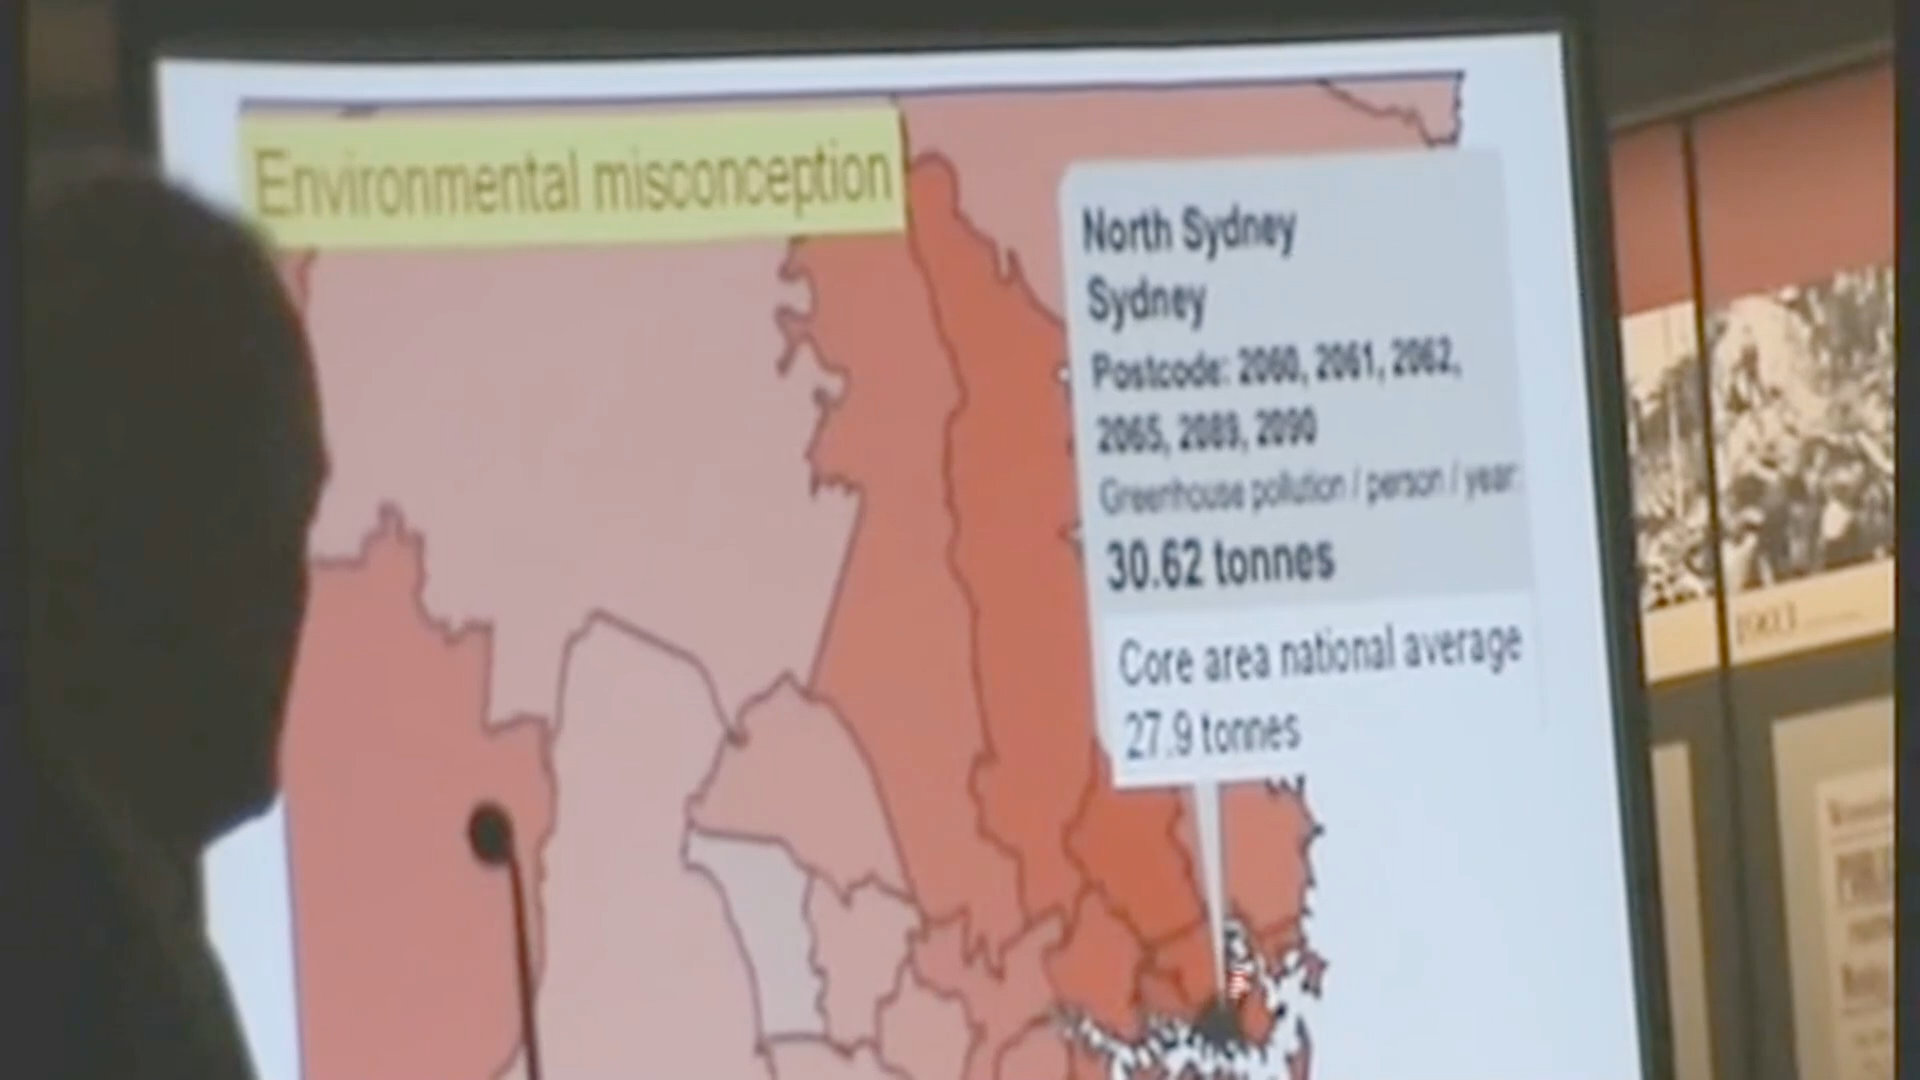 Environmental misconception
North Sydney
Sydney
Postcode: 2060, 2061, 2062,
2065, 2089, 2090
Greenhouse pollution / person / year:
30.62 tonnes
Core area national average
27.9 tonnes
1903